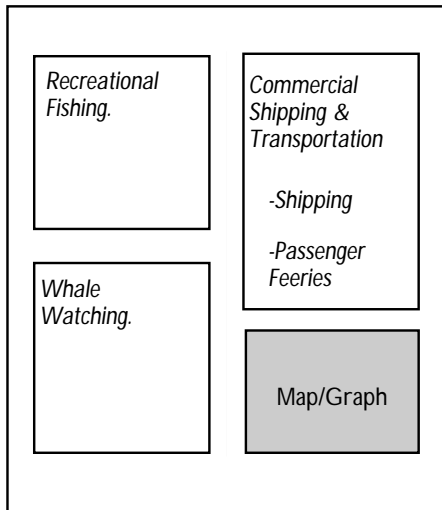 Recreational
Fishing.
Whale
Watching.
Commercial
Shipping &
Transportation
-Shipping
-Passenger
Feeries
Map/Graph